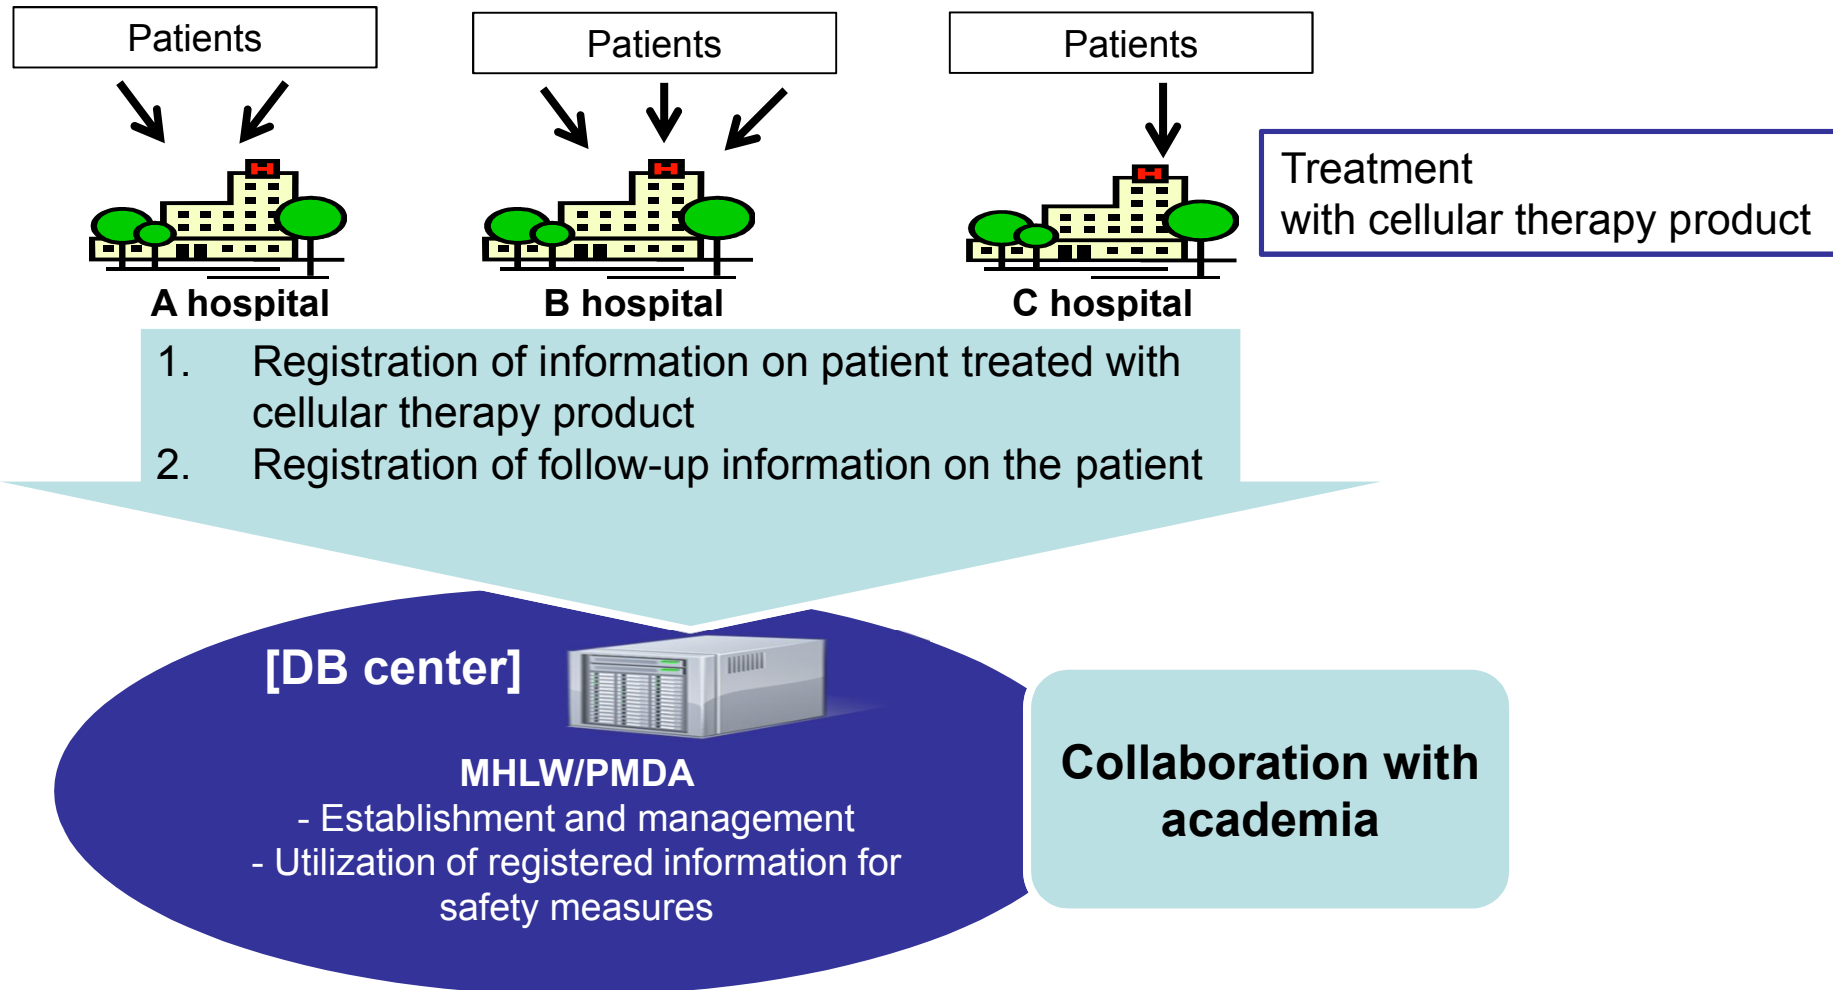 Patients
Patients
Patients
Treatment
with cellular therapy product
A hospital
B hospital
C hospital
1. Registration of information on patient treated with
cellular therapy product
2. Registration of follow-up information on the patient
[DB center]
MHLW/PMDA
- Establishment and management
- Utilization of registered information for
safety measures
Collaboration with
academia